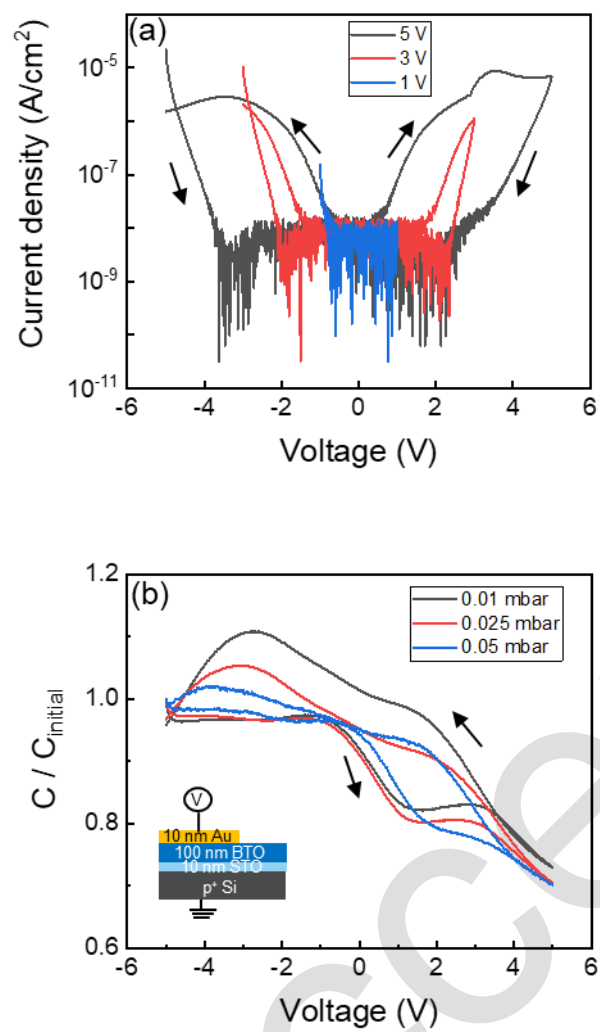 (a)
5 V
3 V
1 V
Current density (A/cm²)
10⁻⁵
10⁻⁷
10⁻⁹
10⁻¹¹
-6 -4 -2 0 2 4 6
Voltage (V)
(b)
0.01 mbar
0.025 mbar
0.05 mbar
C / C_initial
1.2
1.0
0.8
0.6
V
10 nm Au
100 nm BTO
10 nm STO
p⁺ Si
-6 -4 -2 0 2 4 6
Voltage (V)